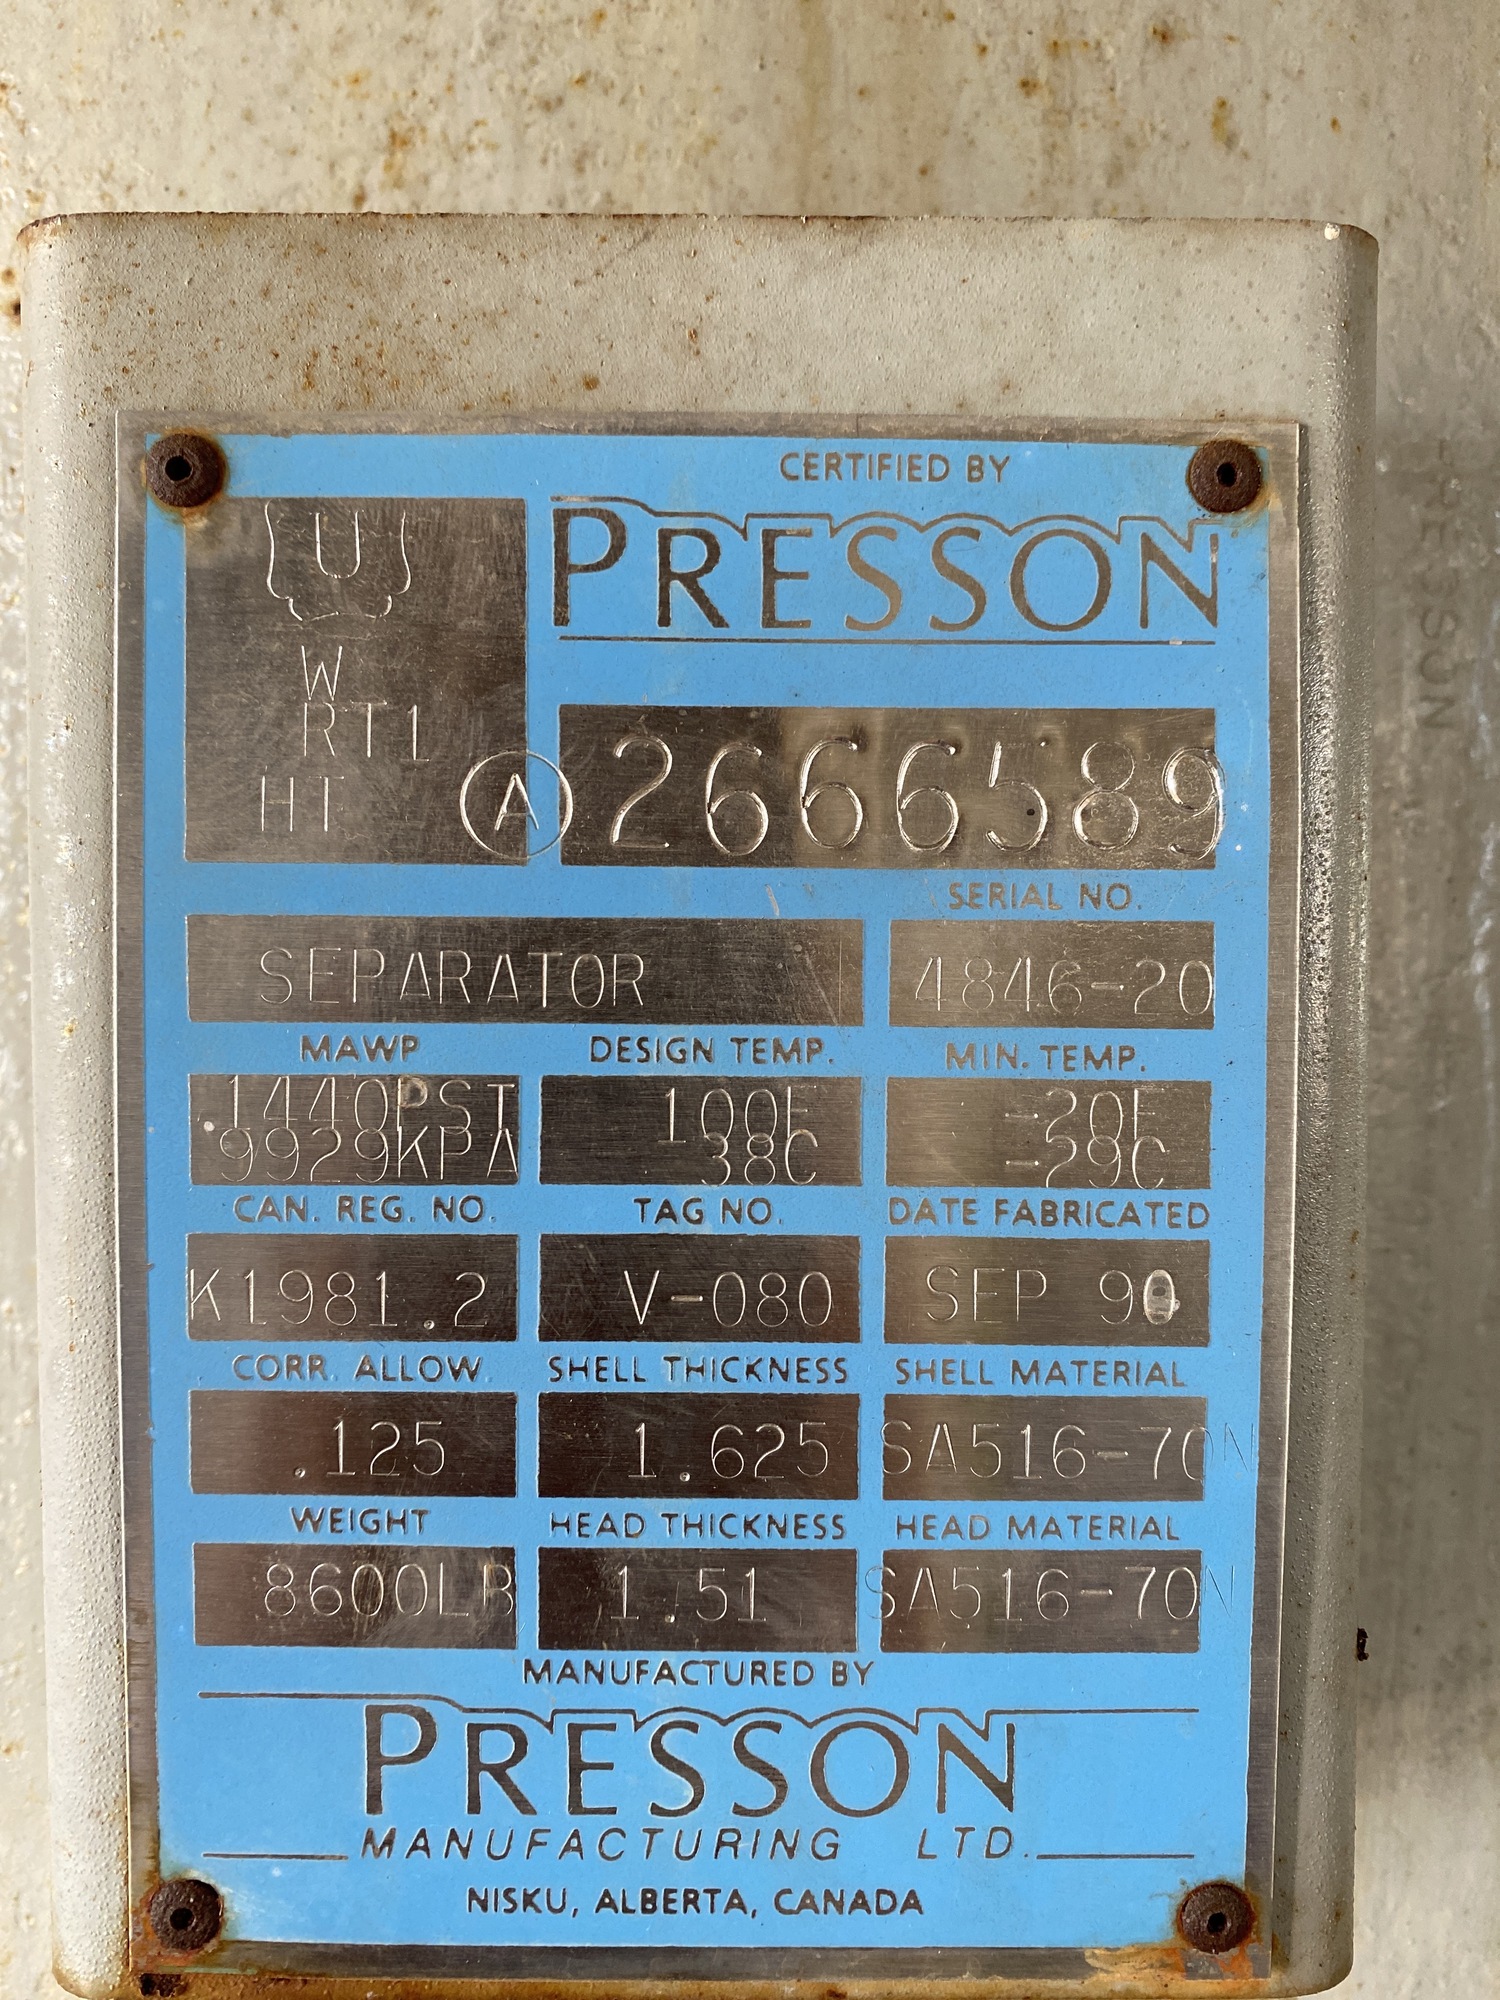 CERTIFIED BY
PRESSON
U
W
RT1
HT
A 2666589
SERIAL NO.
SEPARATOR 4846-20
MAWP DESIGN TEMP. MIN. TEMP.
1440PSI 100F -20F
9929KPA 38C -29C
CAN. REG. NO. TAG NO. DATE FABRICATED
K1981.2 V-080 SEP 90
CORR. ALLOW. SHELL THICKNESS SHELL MATERIAL
.125 1.625 SA516-70N
WEIGHT HEAD THICKNESS HEAD MATERIAL
8600LB 1.51 SA516-70N
MANUFACTURED BY
PRESSON
MANUFACTURING LTD.
NISKU, ALBERTA, CANADA